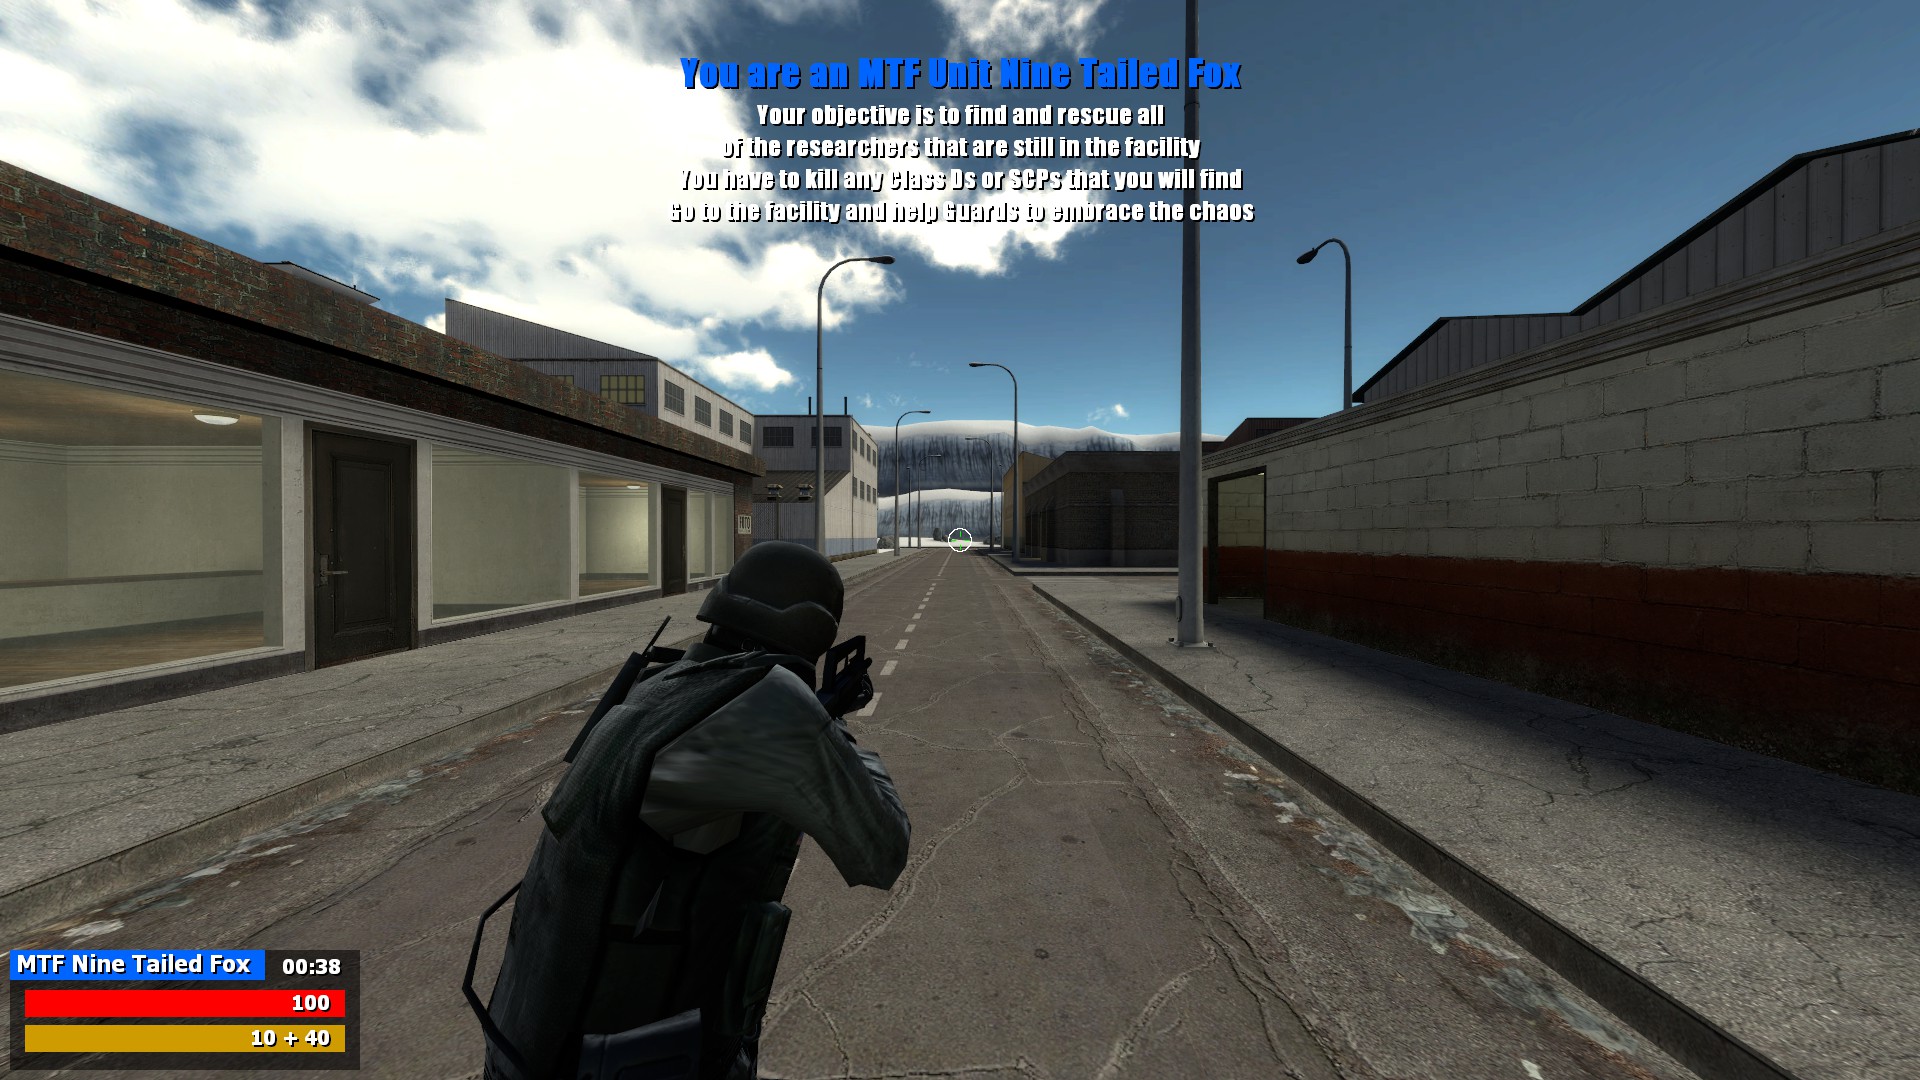 You are an MTF Unit Nine Tailed Fox
Your objective is to find and rescue all
of the researchers that are still in the facility
You have to kill any Class Ds or SCPs that you will find
Go to the facility and help Guards to embrace the chaos
MTF Nine Tailed Fox 00:38
100
10 + 40